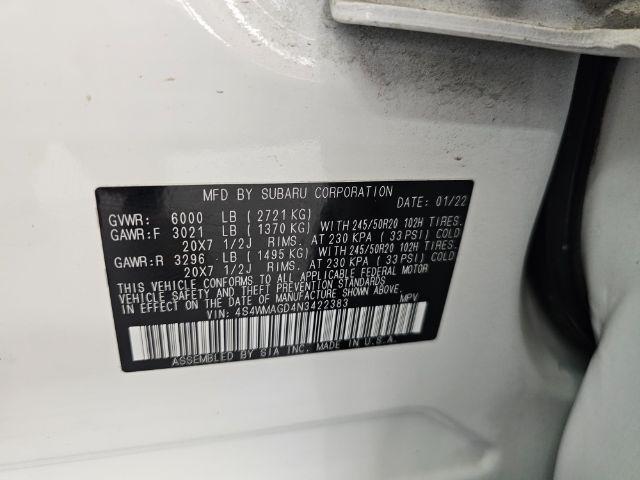 MFD BY SUBARU CORPORATION
DATE: 01/22
GVWR: 6000 LB ( 2721 KG)
GAWR:F 3021 LB ( 1370 KG) WITH 245/50R20 102H TIRES.
20X7 1/2J RIMS. AT 230 KPA ( 33 PSI) COLD
GAWR:R 3296 LB ( 1495 KG) WITH 245/50R20 102H TIRES.
20X7 1/2J RIMS. AT 230 KPA ( 33 PSI) COLD
THIS VEHICLE CONFORMS TO ALL APPLICABLE FEDERAL MOTOR
VEHICLE SAFETY AND THEFT PREVENTION STANDARDS
IN EFFECT ON THE DATE OF MANUFACTURE SHOWN ABOVE.
VIN: 4S4WMAGD4N3422383 MPV
ASSEMBLED BY SIA INC. MADE IN U.S.A.